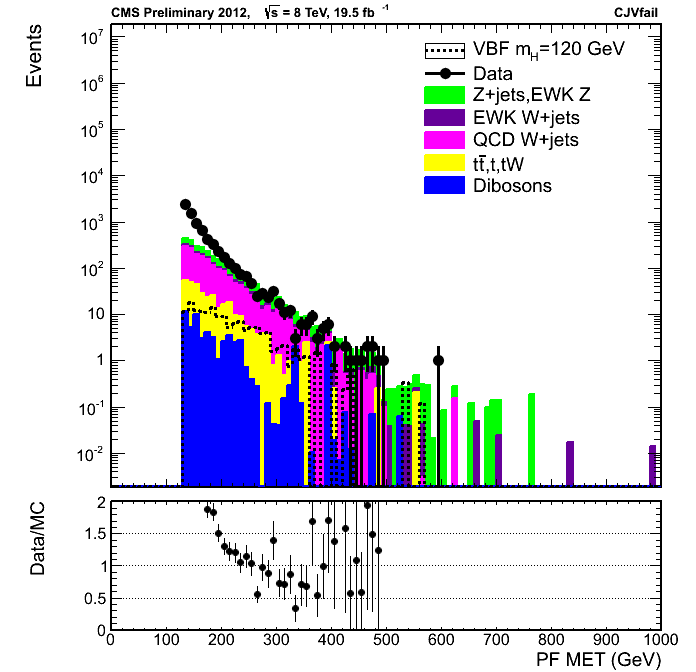 CMS Preliminary 2012, √s = 8 TeV, 19.5 fb⁻¹ CJVfail
Events
10⁷
10⁶
10⁵
10⁴
10³
10²
10
1
10⁻¹
10⁻²
VBF m_H=120 GeV
Data
Z+jets,EWK Z
EWK W+jets
QCD W+jets
tt̄,t,tW
Dibosons
Data/MC
2
1.5
1
0.5
0
0 100 200 300 400 500 600 700 800 900 1000
PF MET (GeV)